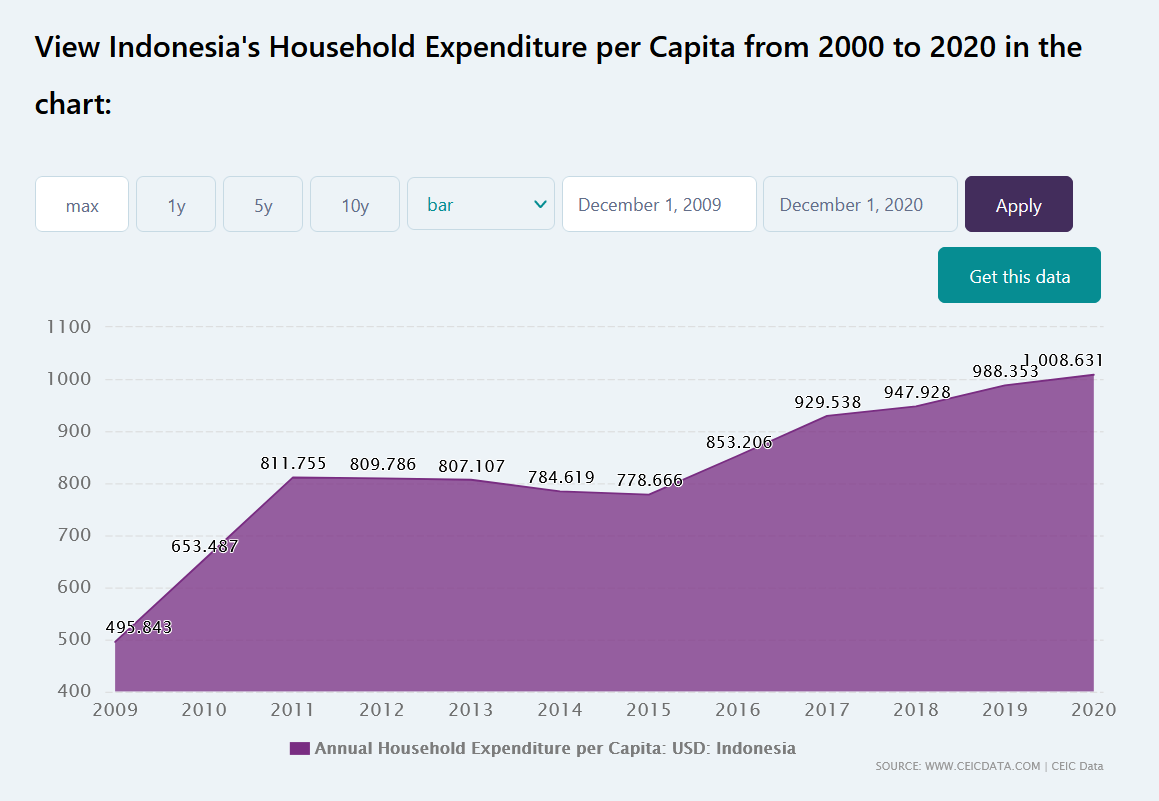 View Indonesia's Household Expenditure per Capita from 2000 to 2020 in the
chart:
max 1y 5y 10y bar December 1, 2009 December 1, 2020 Apply
Get this data
1100
1000
900
800
700
600
500
400
495.843
653.487
811.755
809.786
807.107
784.619
778.666
853.206
929.538
947.928
988.353
1 008.631
2009 2010 2011 2012 2013 2014 2015 2016 2017 2018 2019 2020
Annual Household Expenditure per Capita: USD: Indonesia
SOURCE: WWW.CEICDATA.COM | CEIC Data